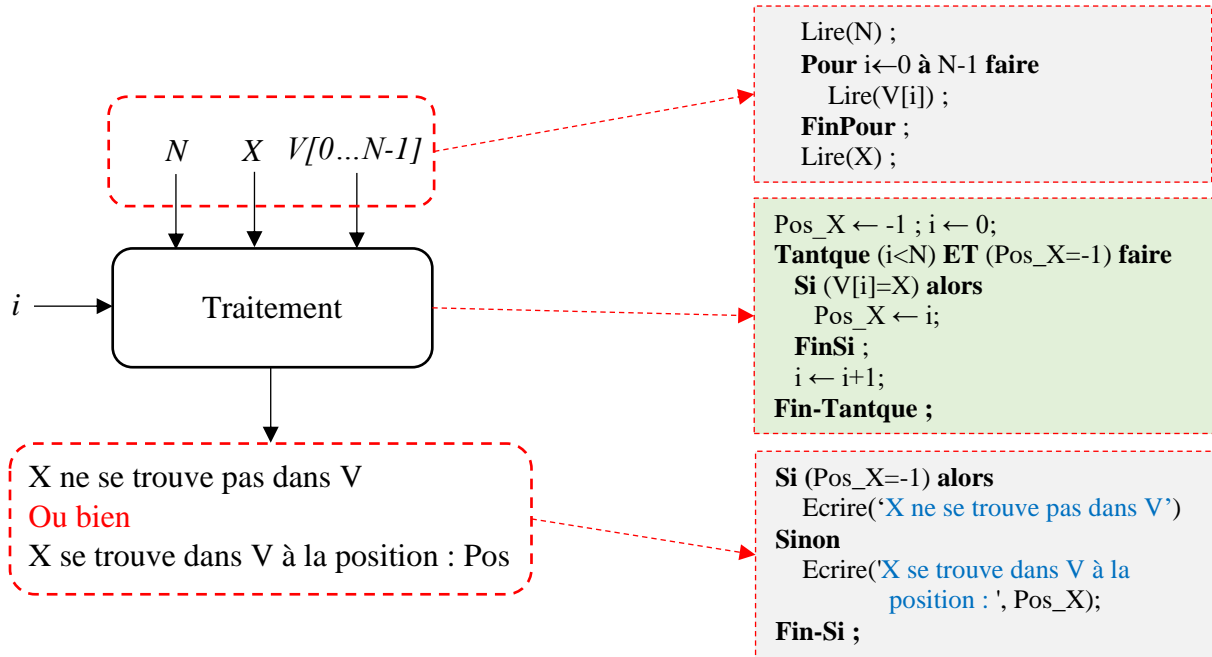 N X V[0…N-1]
i
Traitement
X ne se trouve pas dans V
Ou bien
X se trouve dans V à la position : Pos
Lire(N) ;
Pour i←0 à N-1 faire
Lire(V[i]) ;
FinPour ;
Lire(X) ;
Pos_X ← -1 ; i ← 0;
Tantque (i<N) ET (Pos_X=-1) faire
Si (V[i]=X) alors
Pos_X ← i;
FinSi ;
i ← i+1;
Fin-Tantque ;
Si (Pos_X=-1) alors
Ecrire(‘X ne se trouve pas dans V’)
Sinon
Ecrire('X se trouve dans V à la
position : ', Pos_X);
Fin-Si ;